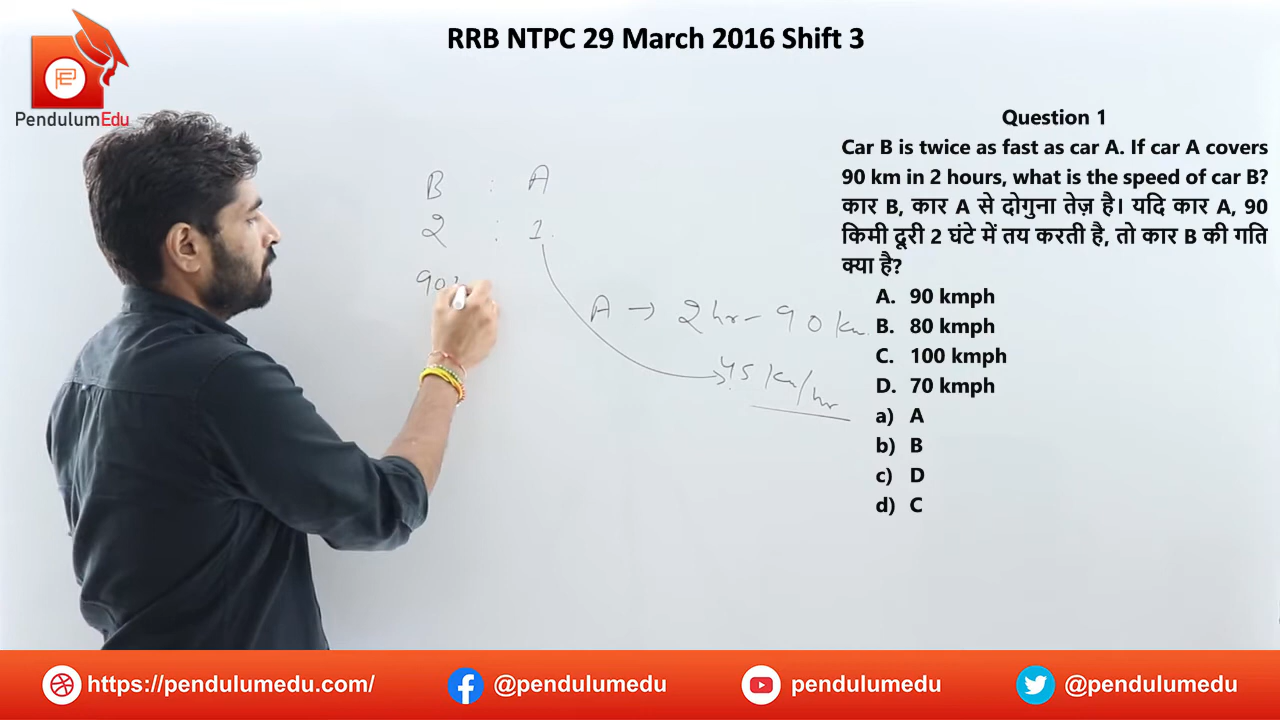 RRB NTPC 29 March 2016 Shift 3
PendulumEdu
Question 1
Car B is twice as fast as car A. If car A covers
90 km in 2 hours, what is the speed of car B?
कार B, कार A से दोगुना तेज़ है। यदि कार A, 90
किमी दूरी 2 घंटे में तय करती है, तो कार B की गति
क्या है?
A. 90 kmph
B. 80 kmph
C. 100 kmph
D. 70 kmph
a) A
b) B
c) D
d) C
B : A
2 : 1
90
A → 2 hr - 90 km
45 km/hr
https://pendulumedu.com/
@pendulumedu
pendulumedu
@pendulumedu